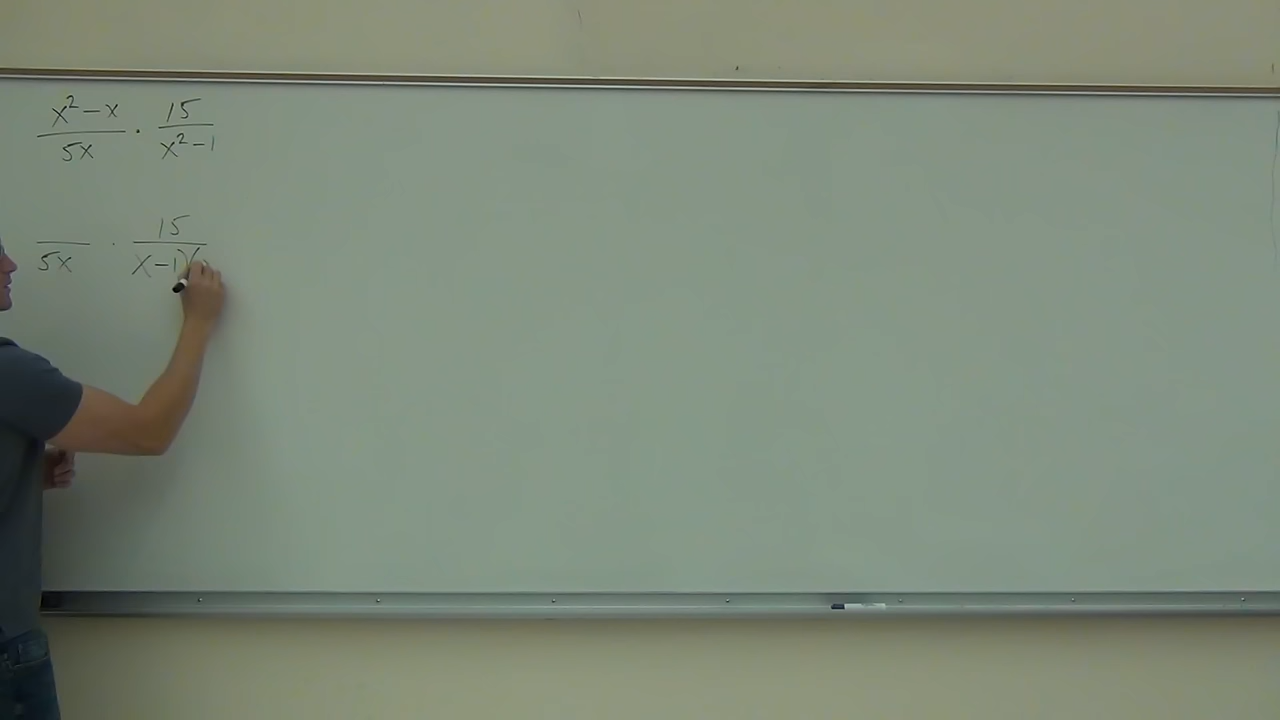 x² - x / 5x · 15 / x² - 1
/ 5x · 15 / x - 1)(